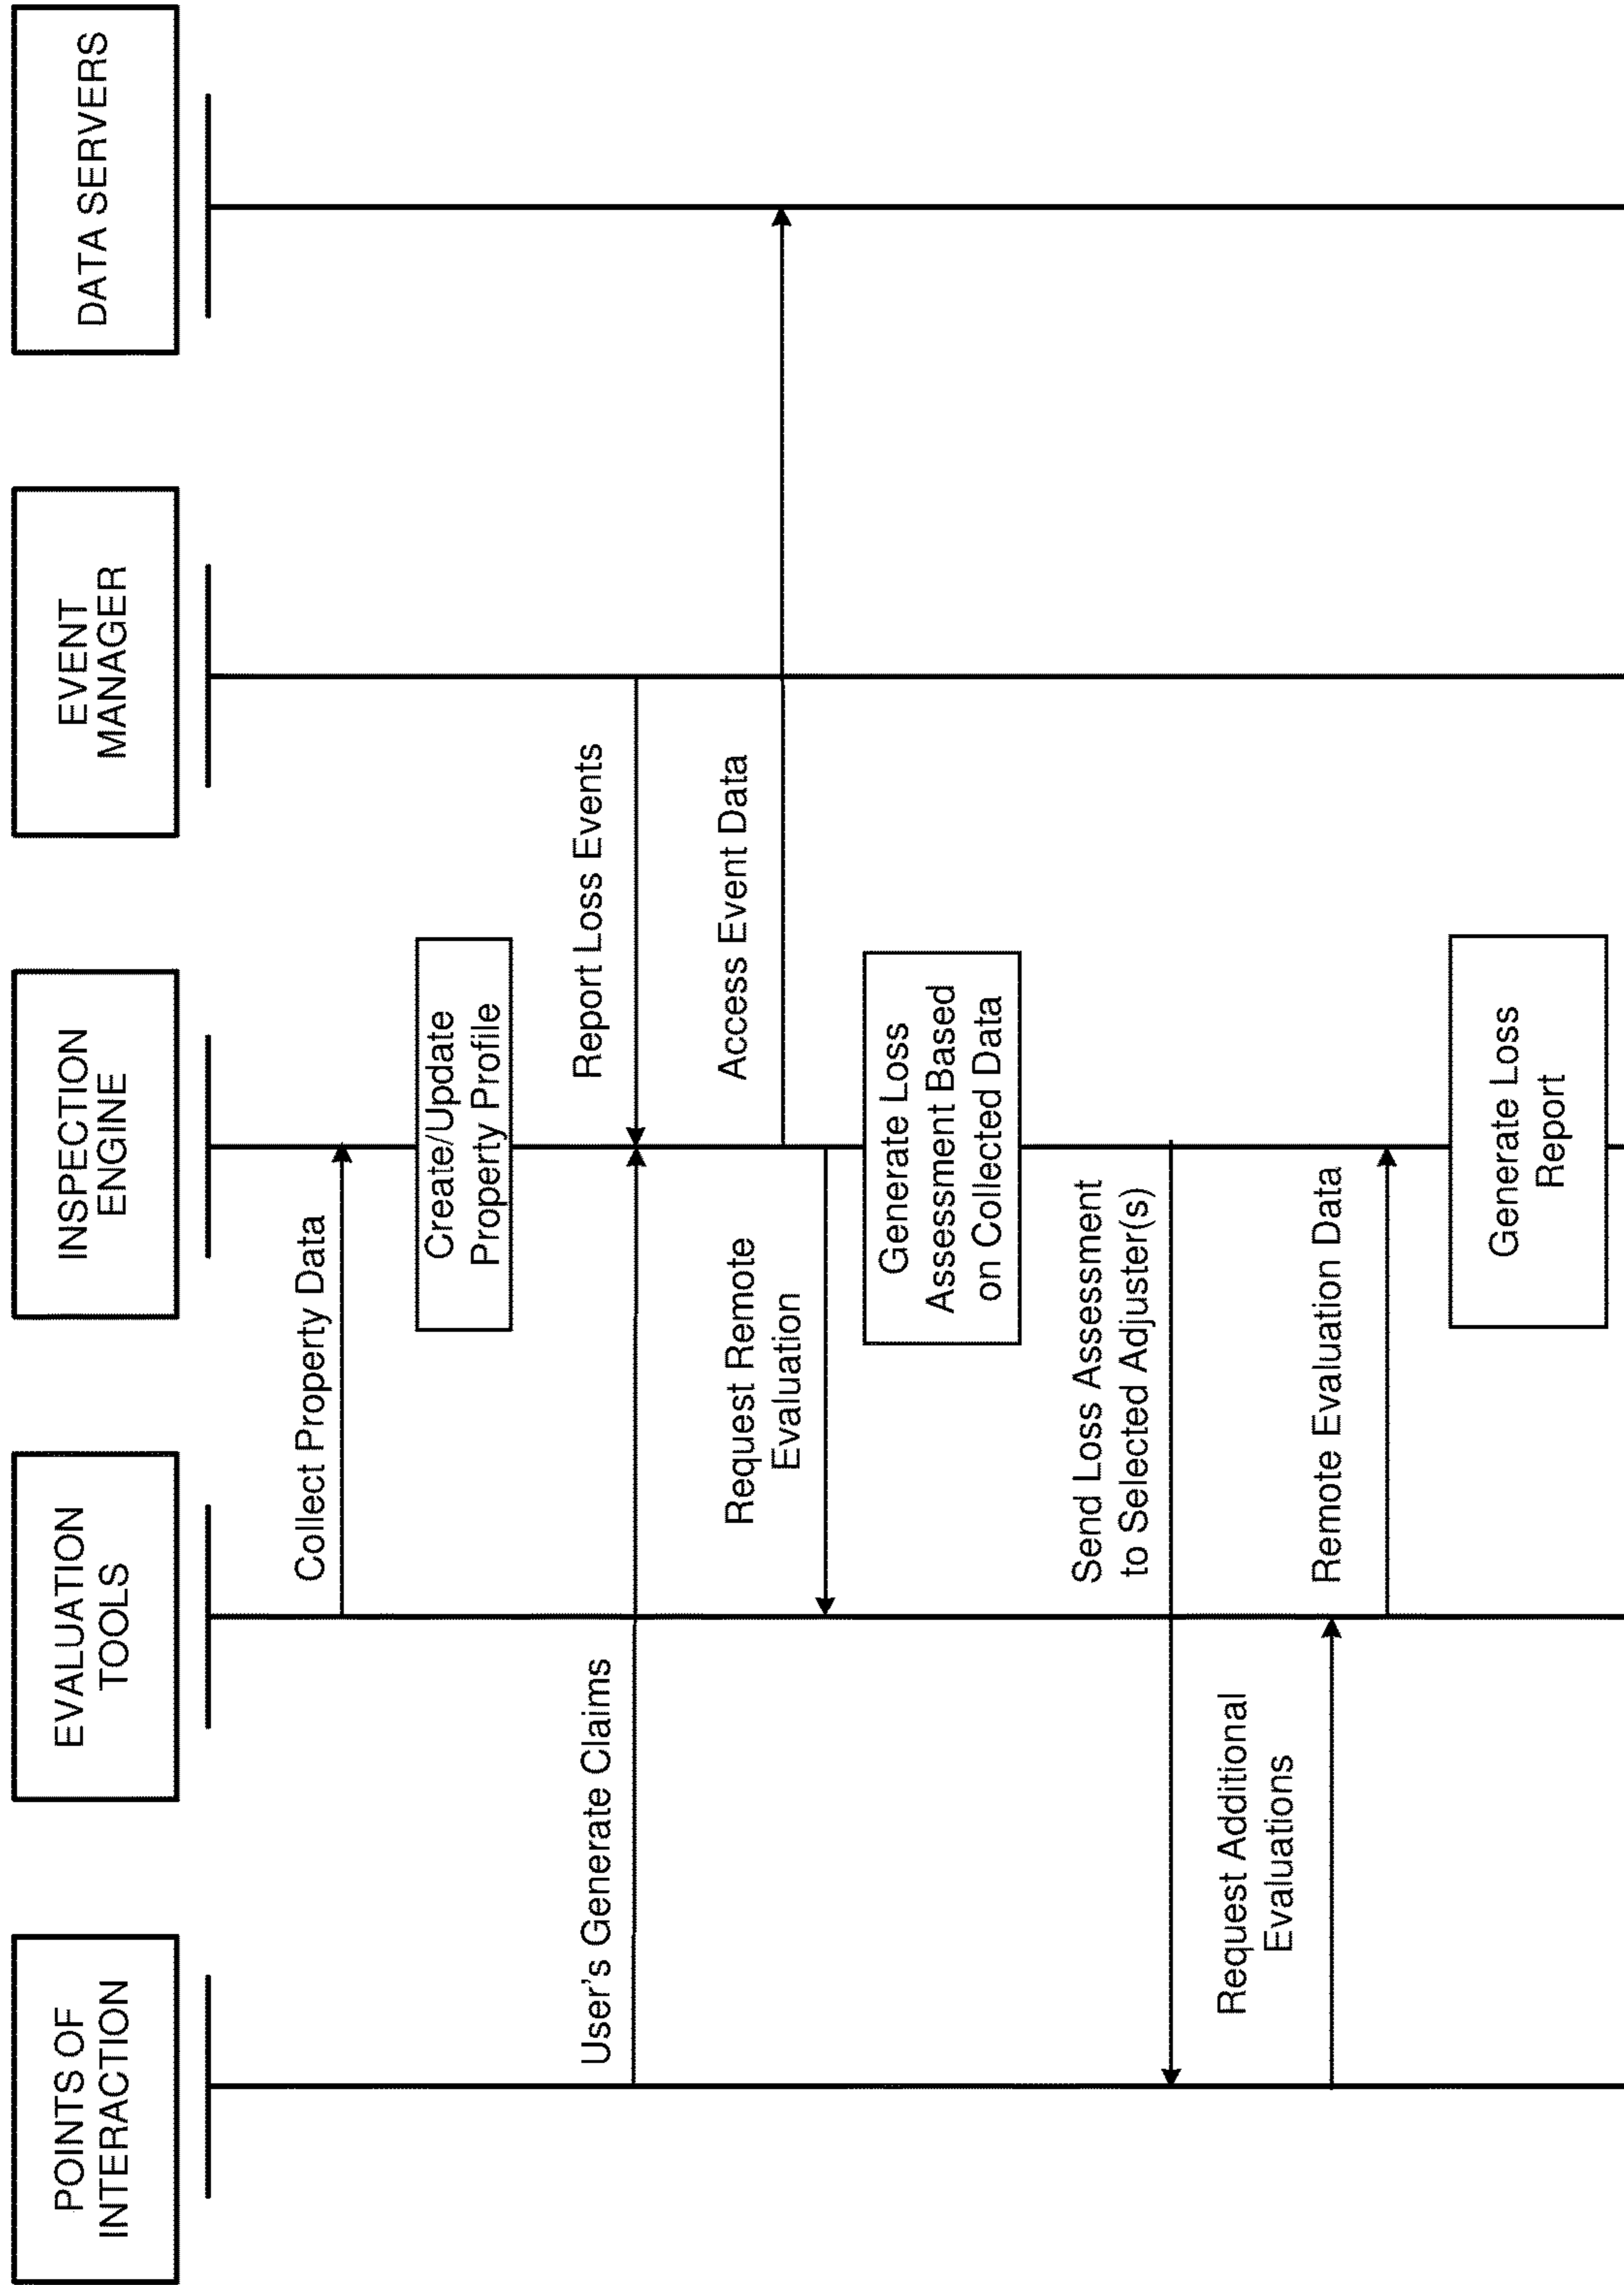 POINTS OF
INTERACTION
EVALUATION
TOOLS
INSPECTION
ENGINE
EVENT
MANAGER
DATA SERVERS
Collect Property Data
Create/Update
Property Profile
User's Generate Claims
Report Loss Events
Access Event Data
Request Remote
Evaluation
Generate Loss
Assessment Based
on Collected Data
Send Loss Assessment
to Selected Adjuster(s)
Request Additional
Evaluations
Remote Evaluation Data
Generate Loss
Report